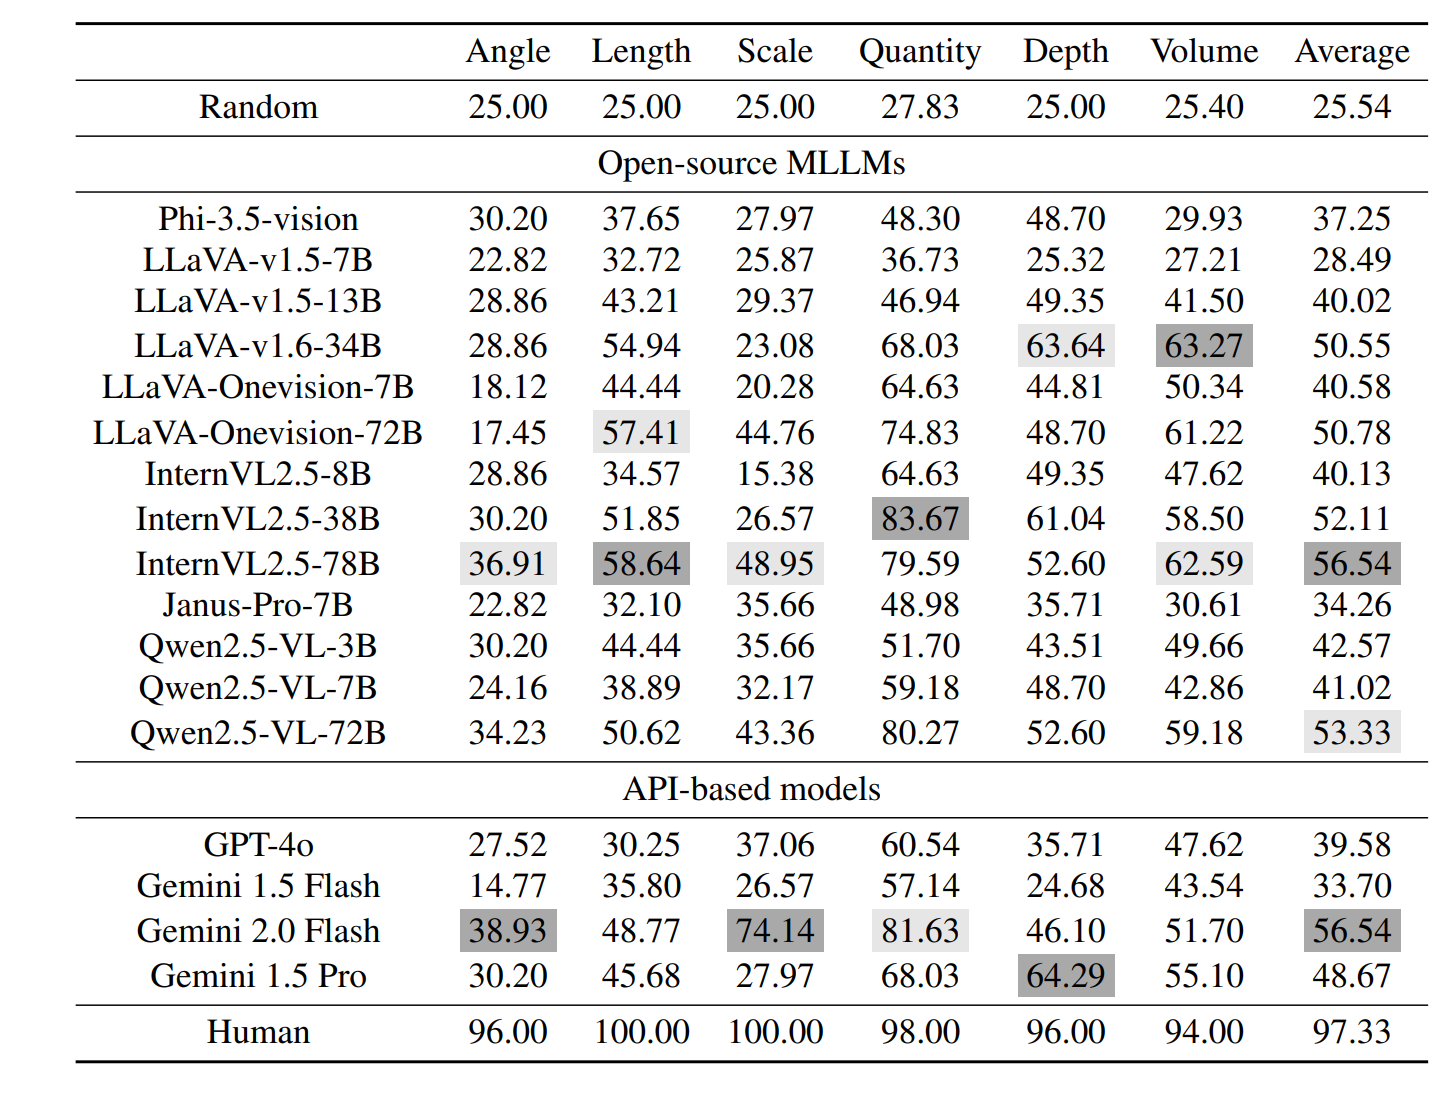 Angle Length Scale Quantity Depth Volume Average
Random 25.00 25.00 25.00 27.83 25.00 25.40 25.54
Open-source MLLMs
Phi-3.5-vision 30.20 37.65 27.97 48.30 48.70 29.93 37.25
LLaVA-v1.5-7B 22.82 32.72 25.87 36.73 25.32 27.21 28.49
LLaVA-v1.5-13B 28.86 43.21 29.37 46.94 49.35 41.50 40.02
LLaVA-v1.6-34B 28.86 54.94 23.08 68.03 63.64 63.27 50.55
LLaVA-Onevision-7B 18.12 44.44 20.28 64.63 44.81 50.34 40.58
LLaVA-Onevision-72B 17.45 57.41 44.76 74.83 48.70 61.22 50.78
InternVL2.5-8B 28.86 34.57 15.38 64.63 49.35 47.62 40.13
InternVL2.5-38B 30.20 51.85 26.57 83.67 61.04 58.50 52.11
InternVL2.5-78B 36.91 58.64 48.95 79.59 52.60 62.59 56.54
Janus-Pro-7B 22.82 32.10 35.66 48.98 35.71 30.61 34.26
Qwen2.5-VL-3B 30.20 44.44 35.66 51.70 43.51 49.66 42.57
Qwen2.5-VL-7B 24.16 38.89 32.17 59.18 48.70 42.86 41.02
Qwen2.5-VL-72B 34.23 50.62 43.36 80.27 52.60 59.18 53.33
API-based models
GPT-4o 27.52 30.25 37.06 60.54 35.71 47.62 39.58
Gemini 1.5 Flash 14.77 35.80 26.57 57.14 24.68 43.54 33.70
Gemini 2.0 Flash 38.93 48.77 74.14 81.63 46.10 51.70 56.54
Gemini 1.5 Pro 30.20 45.68 27.97 68.03 64.29 55.10 48.67
Human 96.00 100.00 100.00 98.00 96.00 94.00 97.33